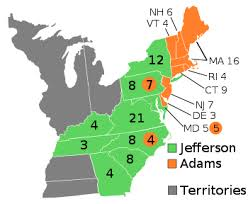 NH 6
VT 4
12
MA 16
RI 4
CT 9
8 7
NJ 7
DE 3
MD 5 5
4
21
3
8 4
4
8
Jefferson
Adams
Territories